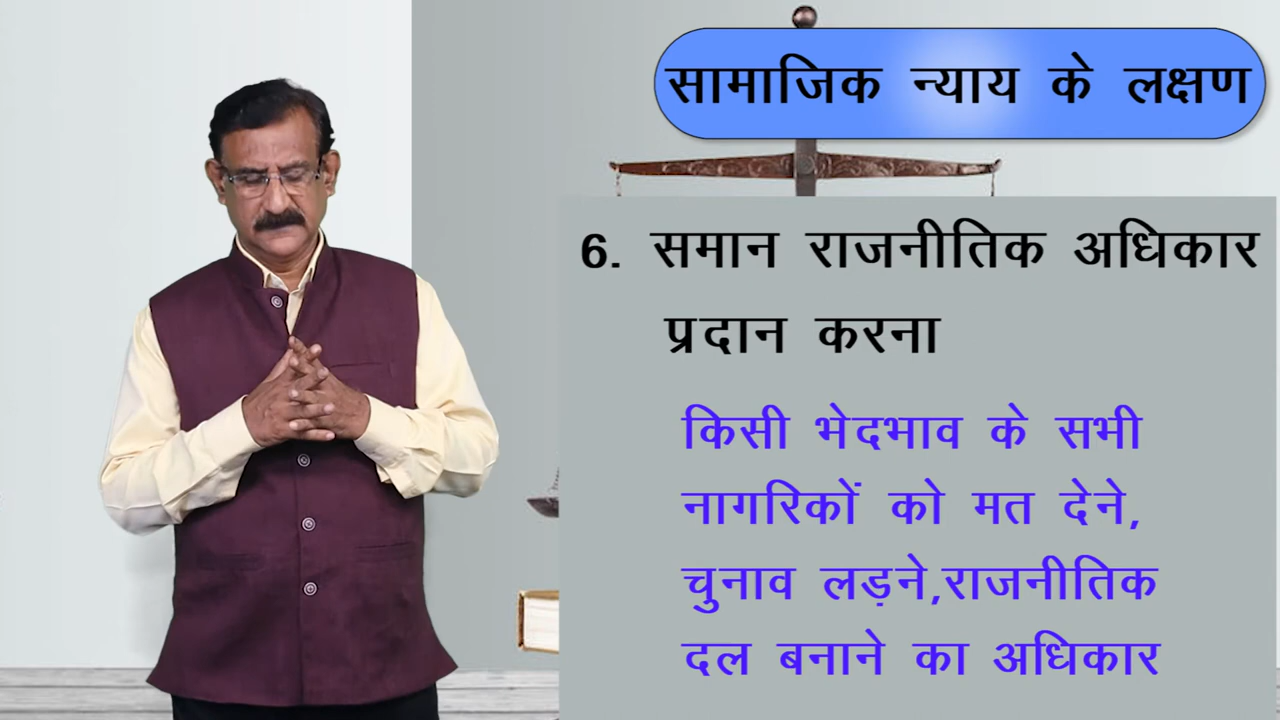 सामाजिक न्याय के लक्षण
6. समान राजनीतिक अधिकार
प्रदान करना
किसी भेदभाव के सभी
नागरिकों को मत देने,
चुनाव लड़ने,राजनीतिक
दल बनाने का अधिकार